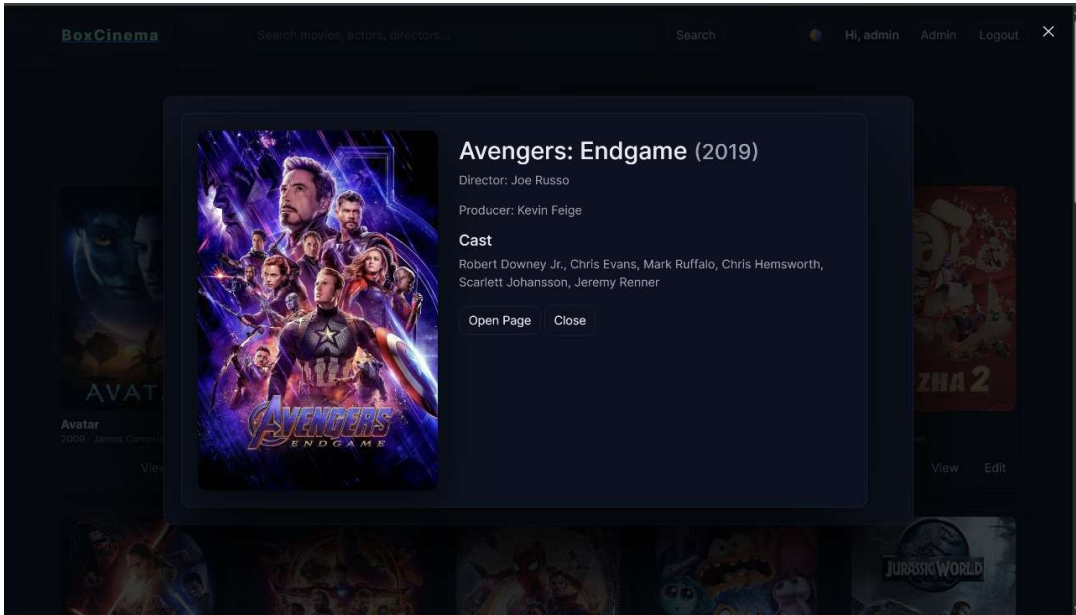 BoxCinema
Search movies, actors, directors...
Search
Hi, admin
Admin
Logout
Avengers: Endgame (2019)
Director: Joe Russo
Producer: Kevin Feige
Cast
Robert Downey Jr., Chris Evans, Mark Ruffalo, Chris Hemsworth,
Scarlett Johansson, Jeremy Renner
Open Page
Close
AVENGERS
ENDGAME
AVAT
ZHA 2
Avatar
2009 · James Camer
View
View
Edit
JURASSIC WORLD